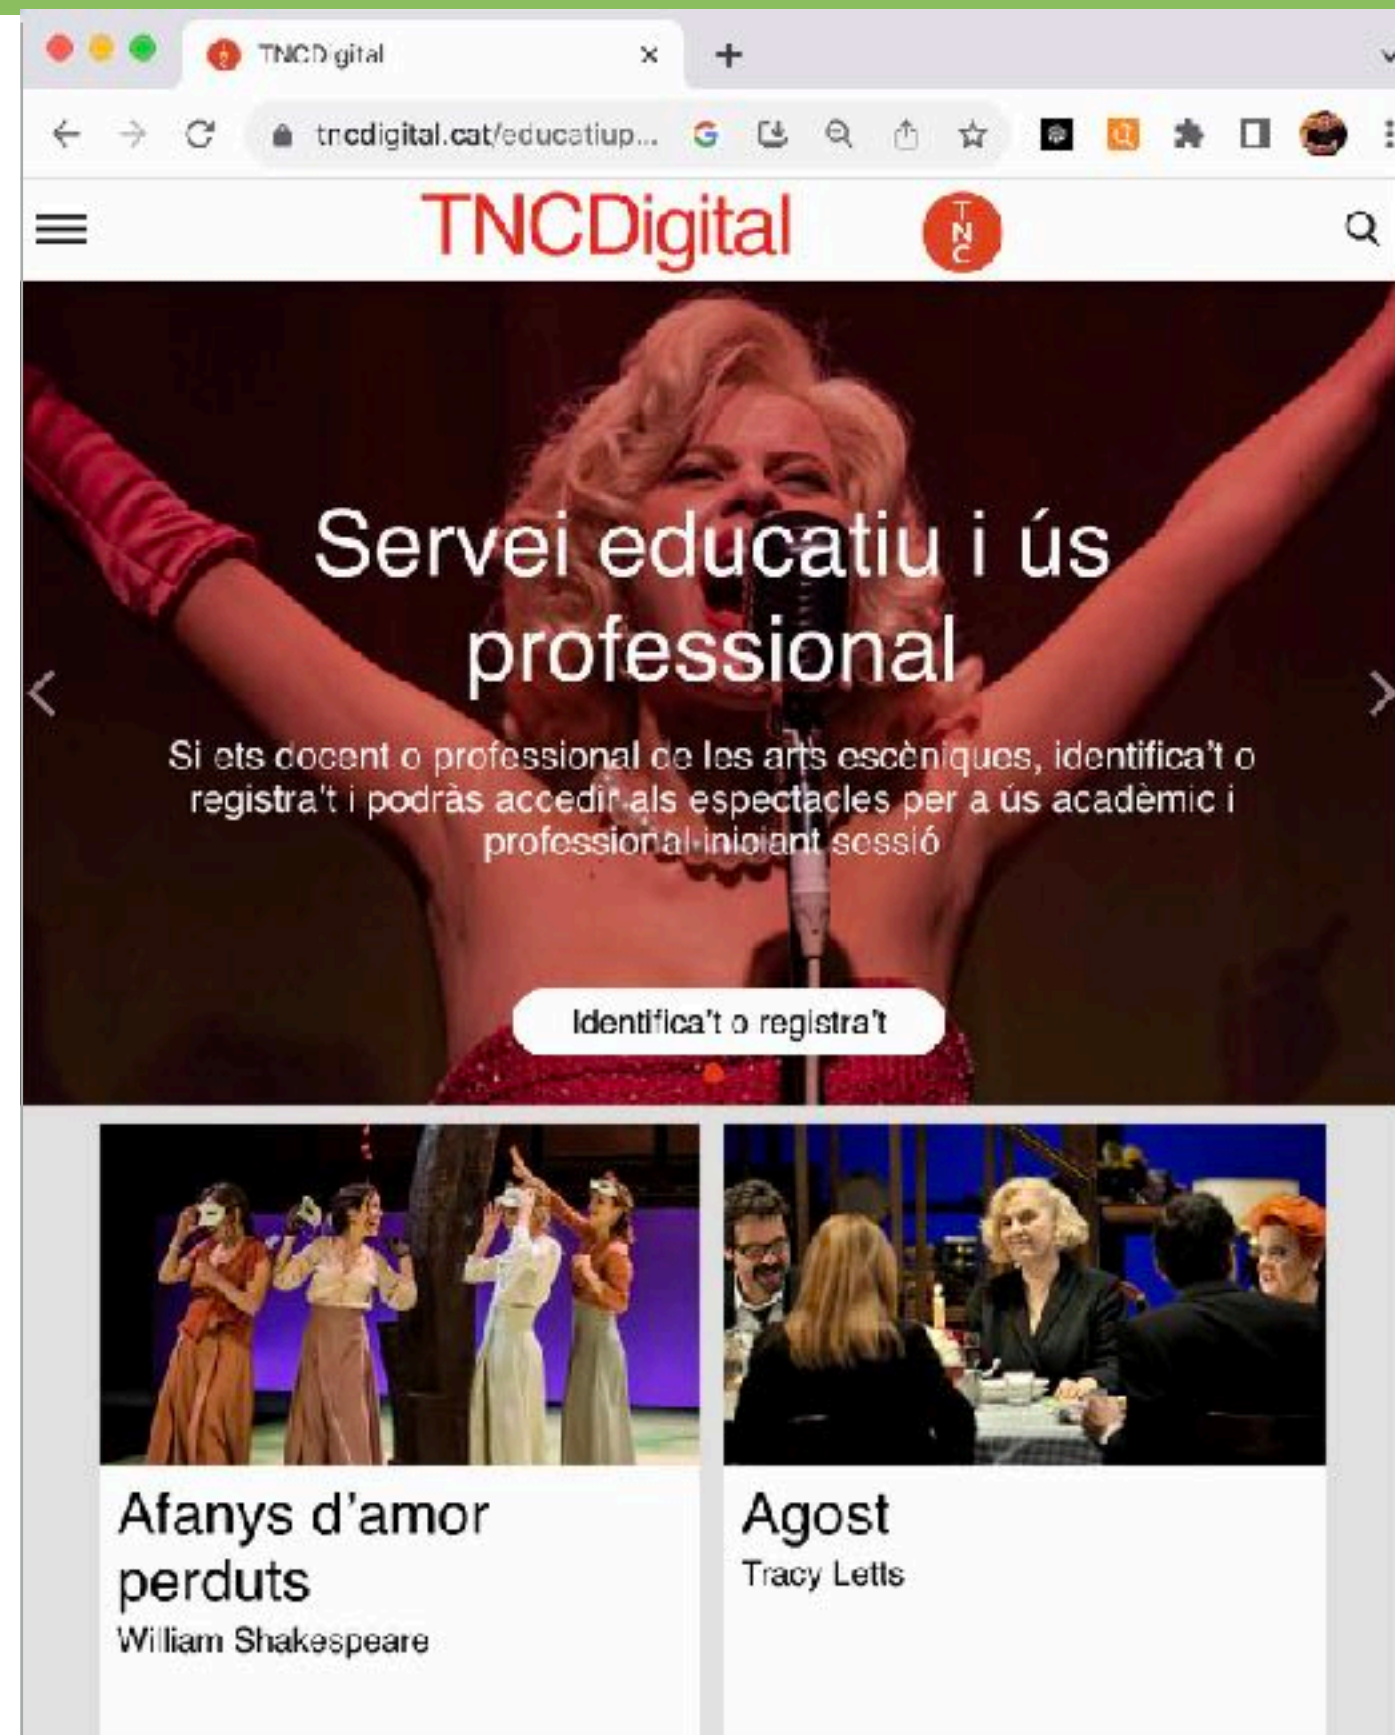 TNCDigital
tncdigital.cat/educatiup...
TNCDigital
T
N
C
Servei educatiu i ús
professional
Si ets docent o professional de les arts escèniques, identifica't o
registra't i podràs accedir als espectacles per a ús acadèmic i
professional iniciant sessió
Identifica't o registra't
Afanys d'amor
perduts
William Shakespeare
Agost
Tracy Letts